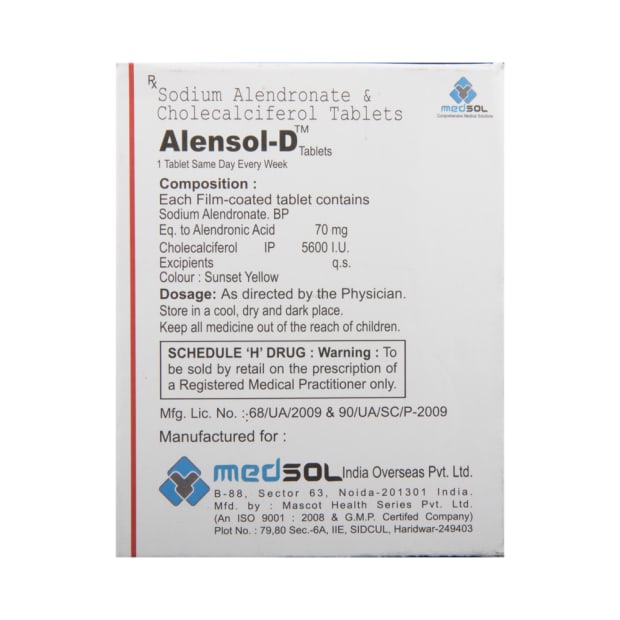 Rx
Sodium Alendronate &
Cholecalciferol Tablets
Alensol-D™
Tablets
1 Tablet Same Day Every Week
medsol
Comprehensive Medical Solutions
Composition :
Each Film-coated tablet contains
Sodium Alendronate. BP
Eq. to Alendronic Acid 70 mg
Cholecalciferol IP 5600 I.U.
Excipients q.s.
Colour : Sunset Yellow
Dosage: As directed by the Physician.
Store in a cool, dry and dark place.
Keep all medicine out of the reach of children.
SCHEDULE 'H' DRUG : Warning : To
be sold by retail on the prescription of
a Registered Medical Practitioner only.
Mfg. Lic. No. : 68/UA/2009 & 90/UA/SC/P-2009
Manufactured for :
medsol India Overseas Pvt. Ltd.
B-88, Sector 63, Noida-201301 India.
Mfd. by : Mascot Health Series Pvt. Ltd.
(An ISO 9001 : 2008 & G.M.P. Certifed Company)
Plot No. : 79,80 Sec.-6A, IIE, SIDCUL, Haridwar-249403